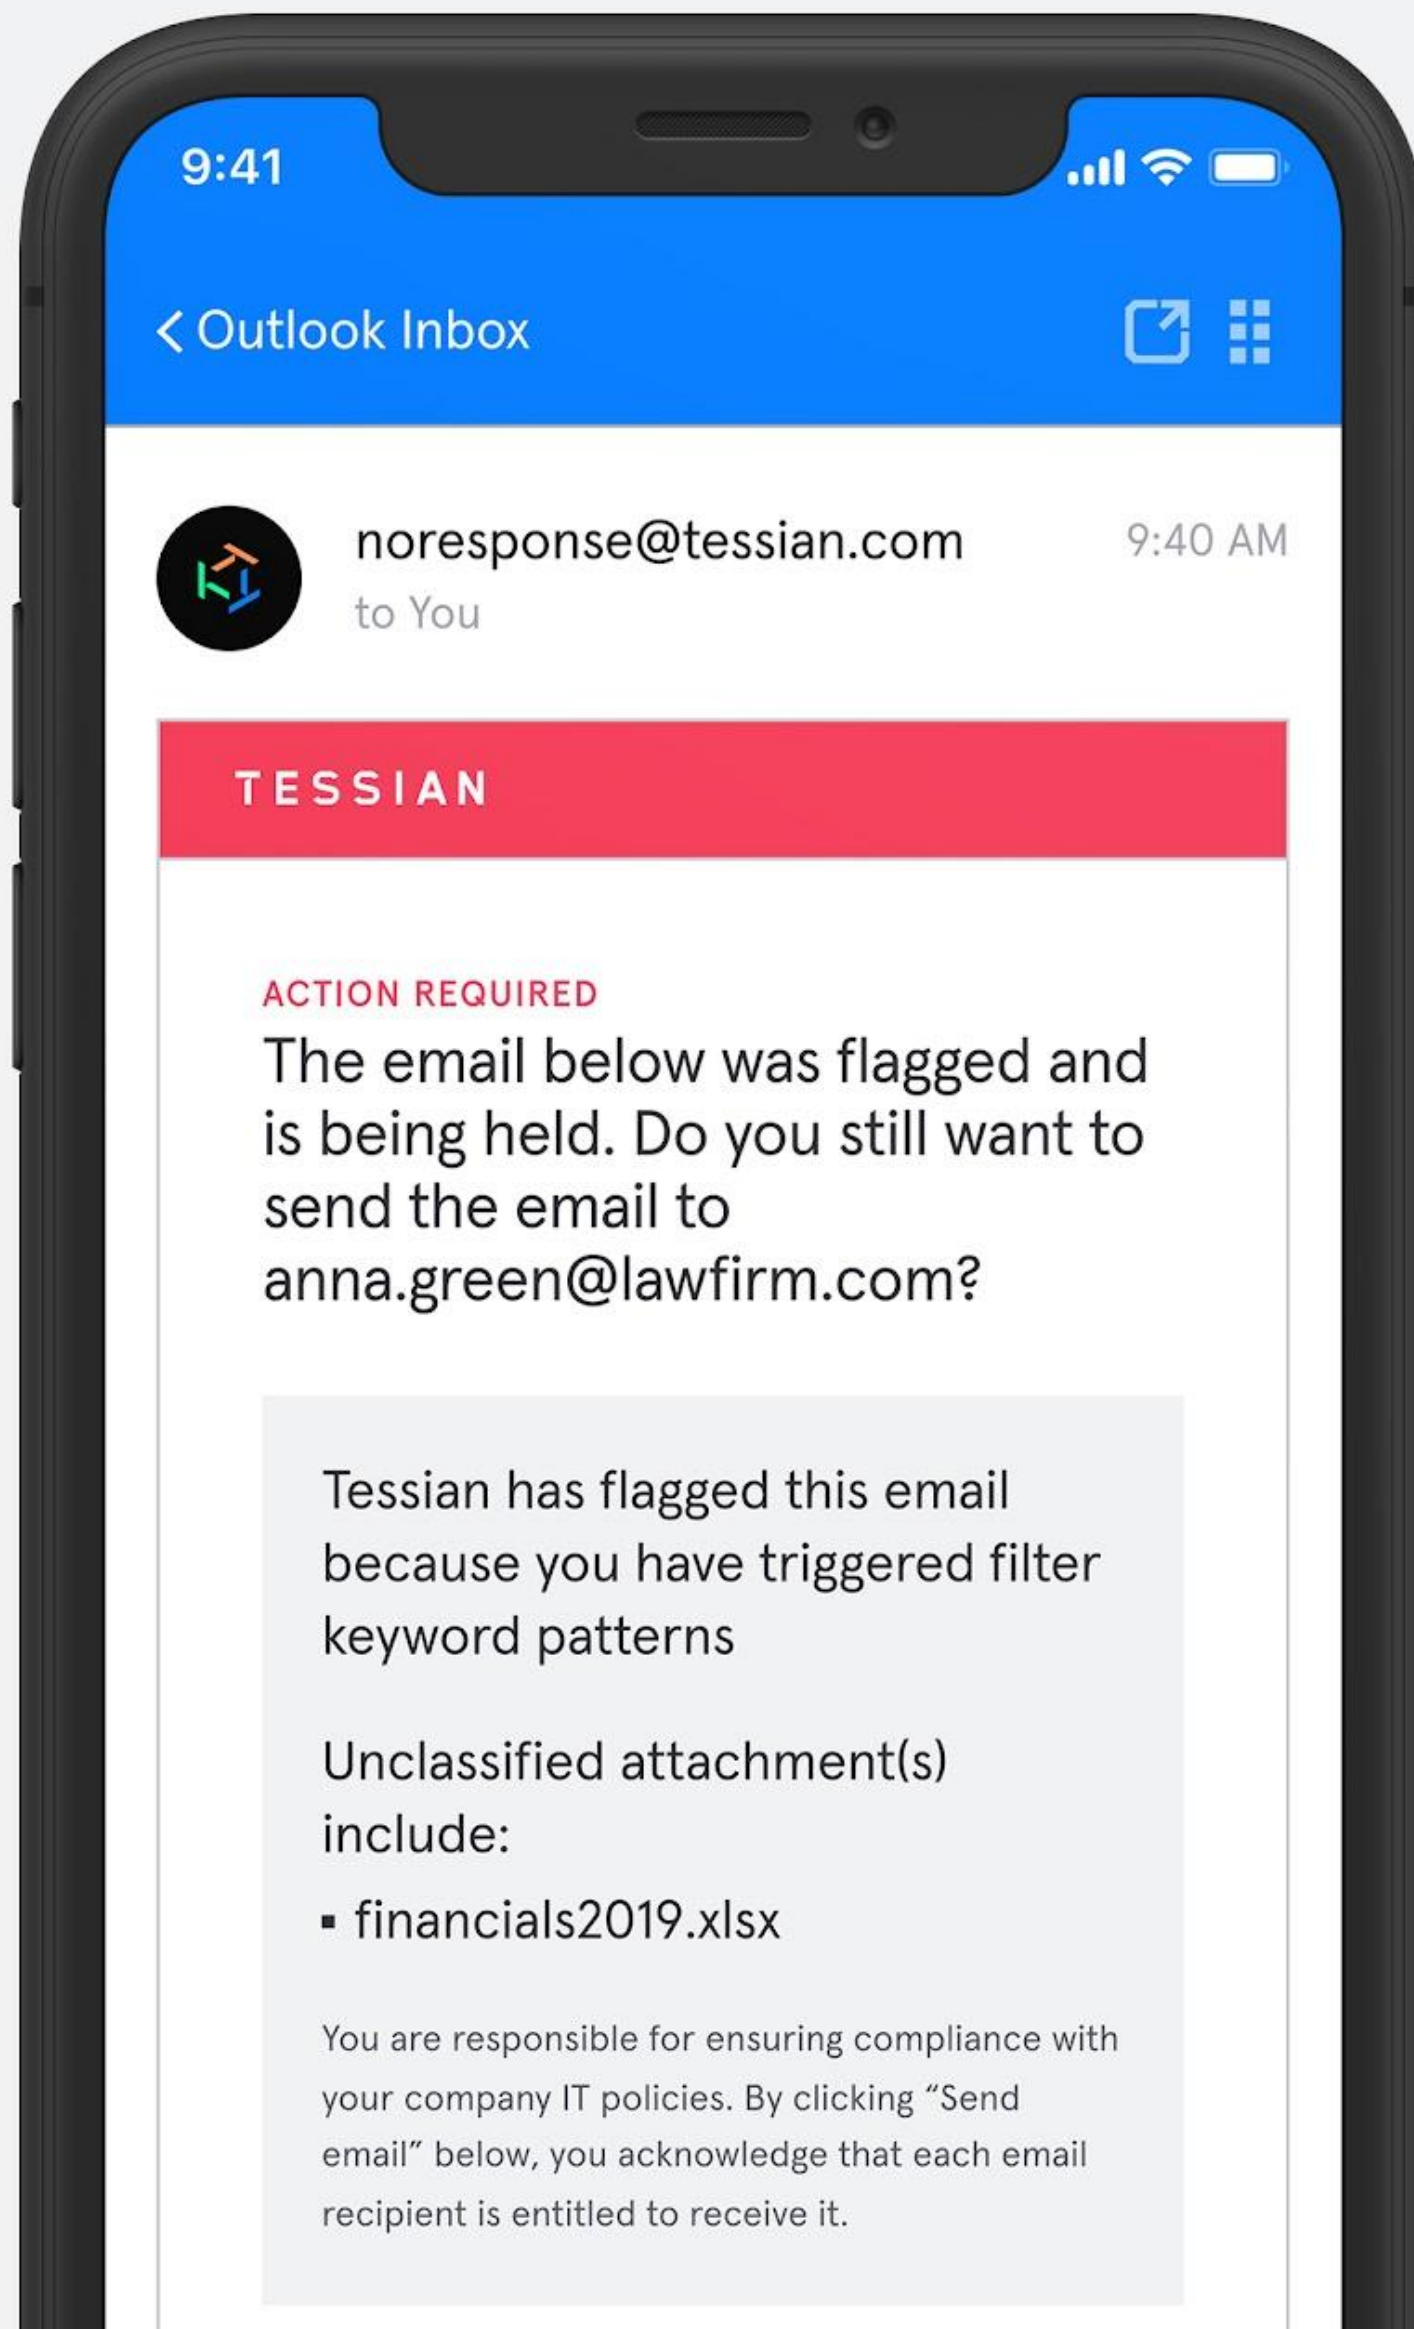 9:41
Outlook Inbox
noresponse@tessian.com
9:40 AM
to You
TESSIAN
ACTION REQUIRED
The email below was flagged and
is being held. Do you still want to
send the email to
anna.green@lawfirm.com?
Tessian has flagged this email
because you have triggered filter
keyword patterns
Unclassified attachment(s)
include:
▪ financials2019.xlsx
You are responsible for ensuring compliance with
your company IT policies. By clicking “Send
email” below, you acknowledge that each email
recipient is entitled to receive it.